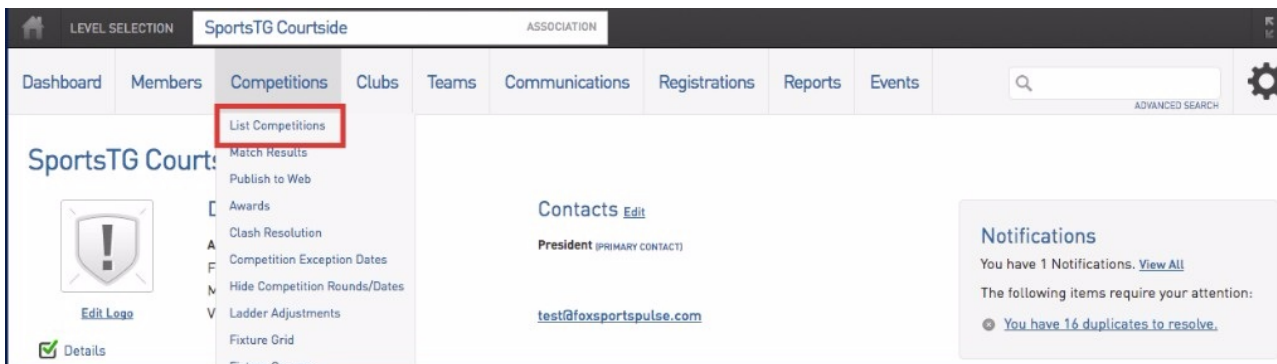 LEVEL SELECTION SportsTG Courtside ASSOCIATION
Dashboard Members Competitions Clubs Teams Communications Registrations Reports Events
ADVANCED SEARCH
List Competitions
Match Results
Publish to Web
Awards
Clash Resolution
Competition Exception Dates
Hide Competition Rounds/Dates
Ladder Adjustments
Fixture Grid
SportsTG Courts
Edit Logo
Details
Contacts Edit
President (PRIMARY CONTACT)
test@foxsportspulse.com
Notifications
You have 1 Notifications. View All
The following items require your attention:
You have 16 duplicates to resolve.